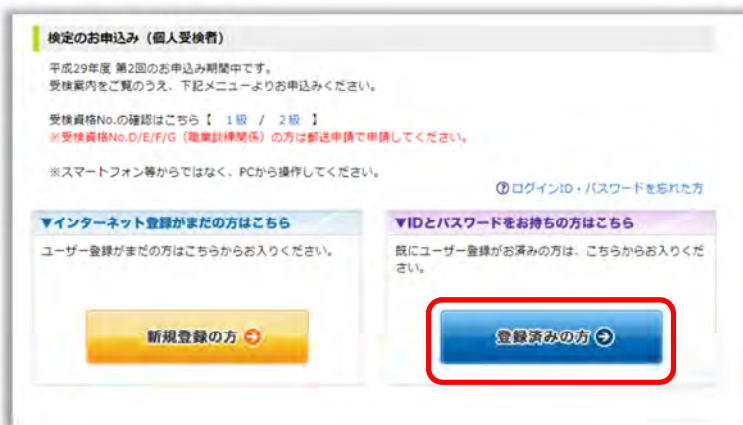 検定のお申込み（個人受検者）
平成29年度 第2回のお申込み期間中です。
受検案内をご覧のうえ、下記メニューよりお申込みください。
受検資格No.の確認はこちら【 1級 / 2級 】
※受検資格No.D/E/F/G（職業訓練関係）の方は郵送申請で申請してください。
※スマートフォン等からではなく、PCから操作してください。
?ログインID・パスワードを忘れた方
▼インターネット登録がまだの方はこちら
ユーザー登録がまだの方はこちらからお入りください。
新規登録の方
▼IDとパスワードをお持ちの方はこちら
既にユーザー登録がお済みの方は、こちらからお入りくだ
さい。
登録済みの方